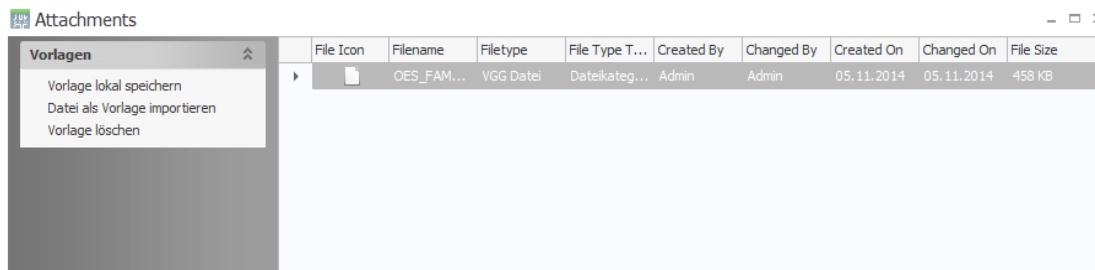 Attachments
Vorlagen
Vorlage lokal speichern
Datei als Vorlage importieren
Vorlage löschen
File Icon Filename Filetype File Type T... Created By Changed By Created On Changed On File Size
OES_FAM... VGG Datei Dateikateg... Admin Admin 05.11.2014 05.11.2014 458 KB